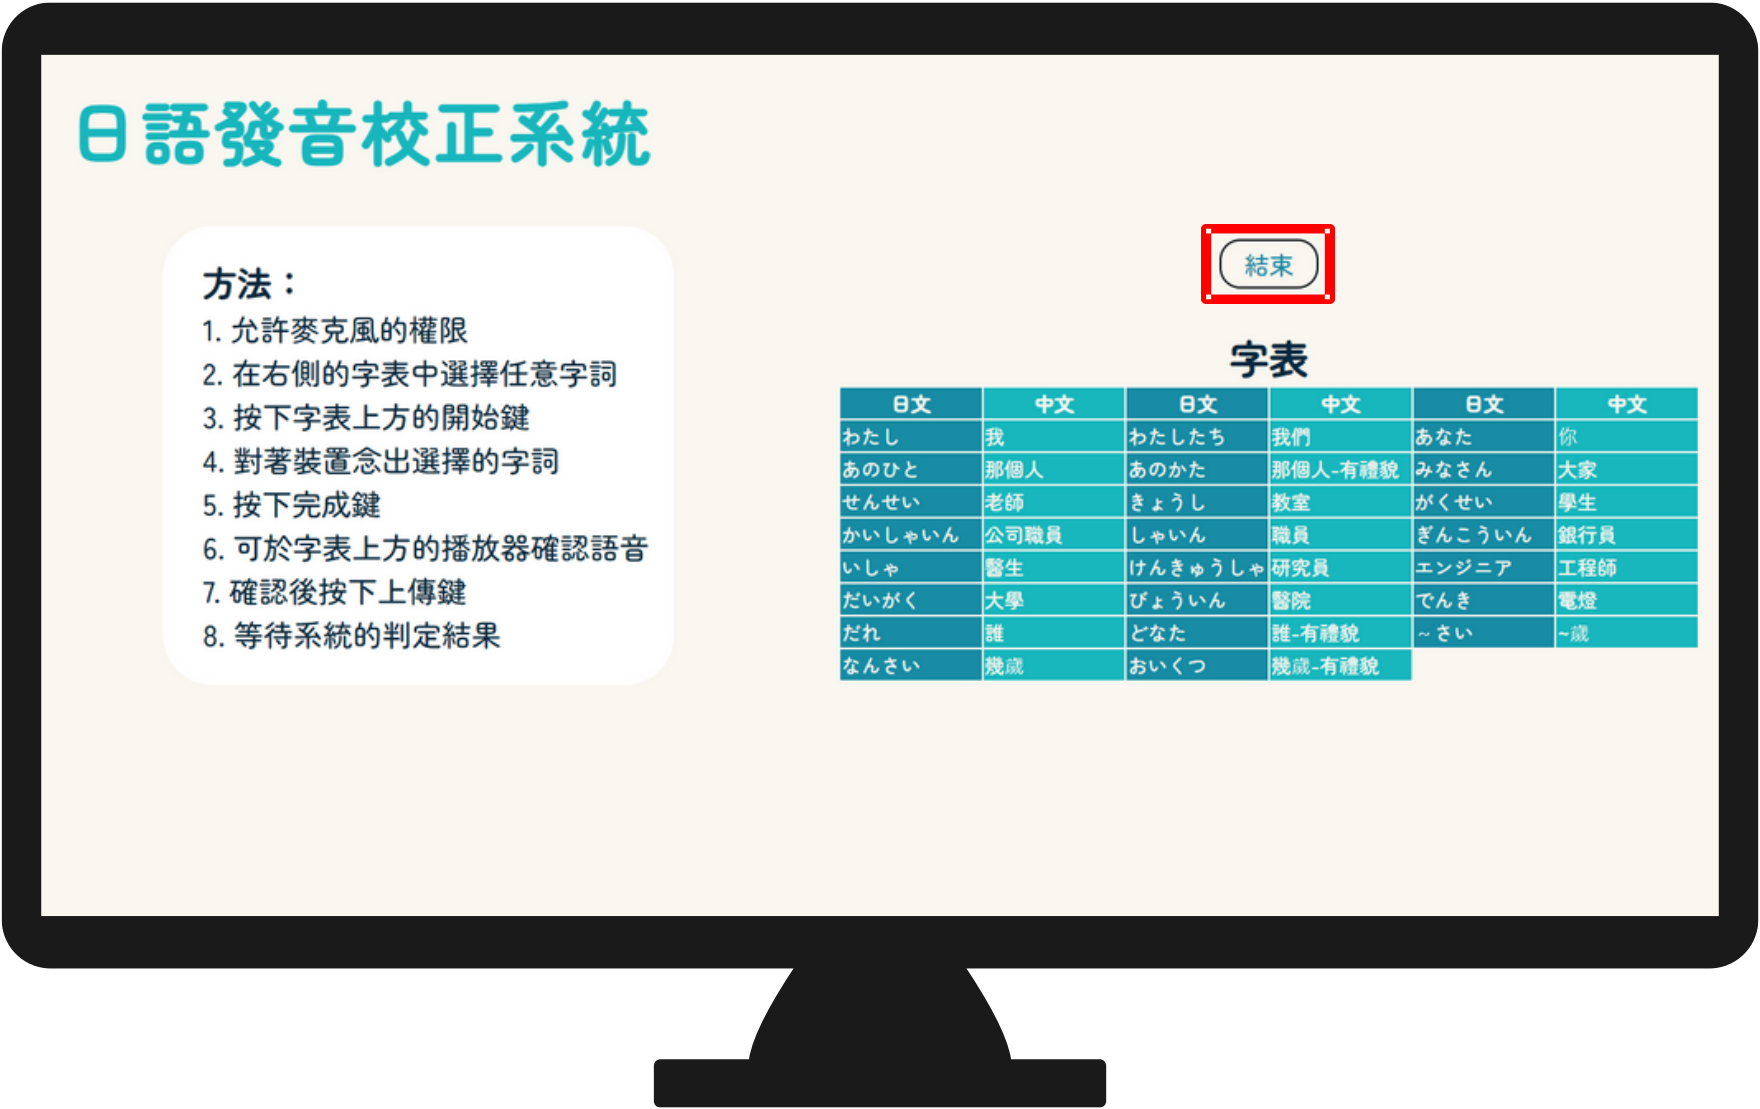 日語發音校正系統
方法：
1. 允許麥克風的權限
2. 在右側的字表中選擇任意字詞
3. 按下字表上方的開始鍵
4. 對著裝置念出選擇的字詞
5. 按下完成鍵
6. 可於字表上方的播放器確認語音
7. 確認後按下上傳鍵
8. 等待系統的判定結果
結束
字表
日文 中文 日文 中文 日文 中文
わたし 我 わたしたち 我們 あなた 你
あのひと 那個人 あのかた 那個人-有禮貌 みなさん 大家
せんせい 老師 きょうし 教室 がくせい 學生
かいしゃいん 公司職員 しゃいん 職員 ぎんこういん 銀行員
いしゃ 醫生 けんきゅうしゃ 研究員 エンジニア 工程師
だいがく 大學 びょういん 醫院 でんき 電燈
だれ 誰 どなた 誰-有禮貌 ~さい ~歲
なんさい 幾歲 おいくつ 幾歲-有禮貌